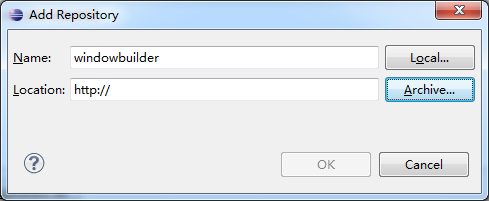 Add Repository
Name: windowbuilder Local...
Location: http:// Archive...
? OK Cancel